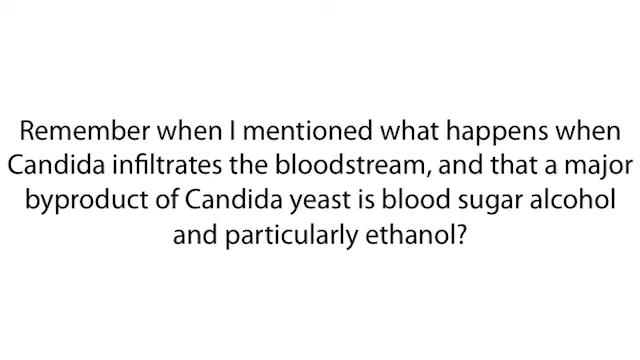 Remember when I mentioned what happens when
Candida infiltrates the bloodstream, and that a major
byproduct of Candida yeast is blood sugar alcohol
and particularly ethanol?